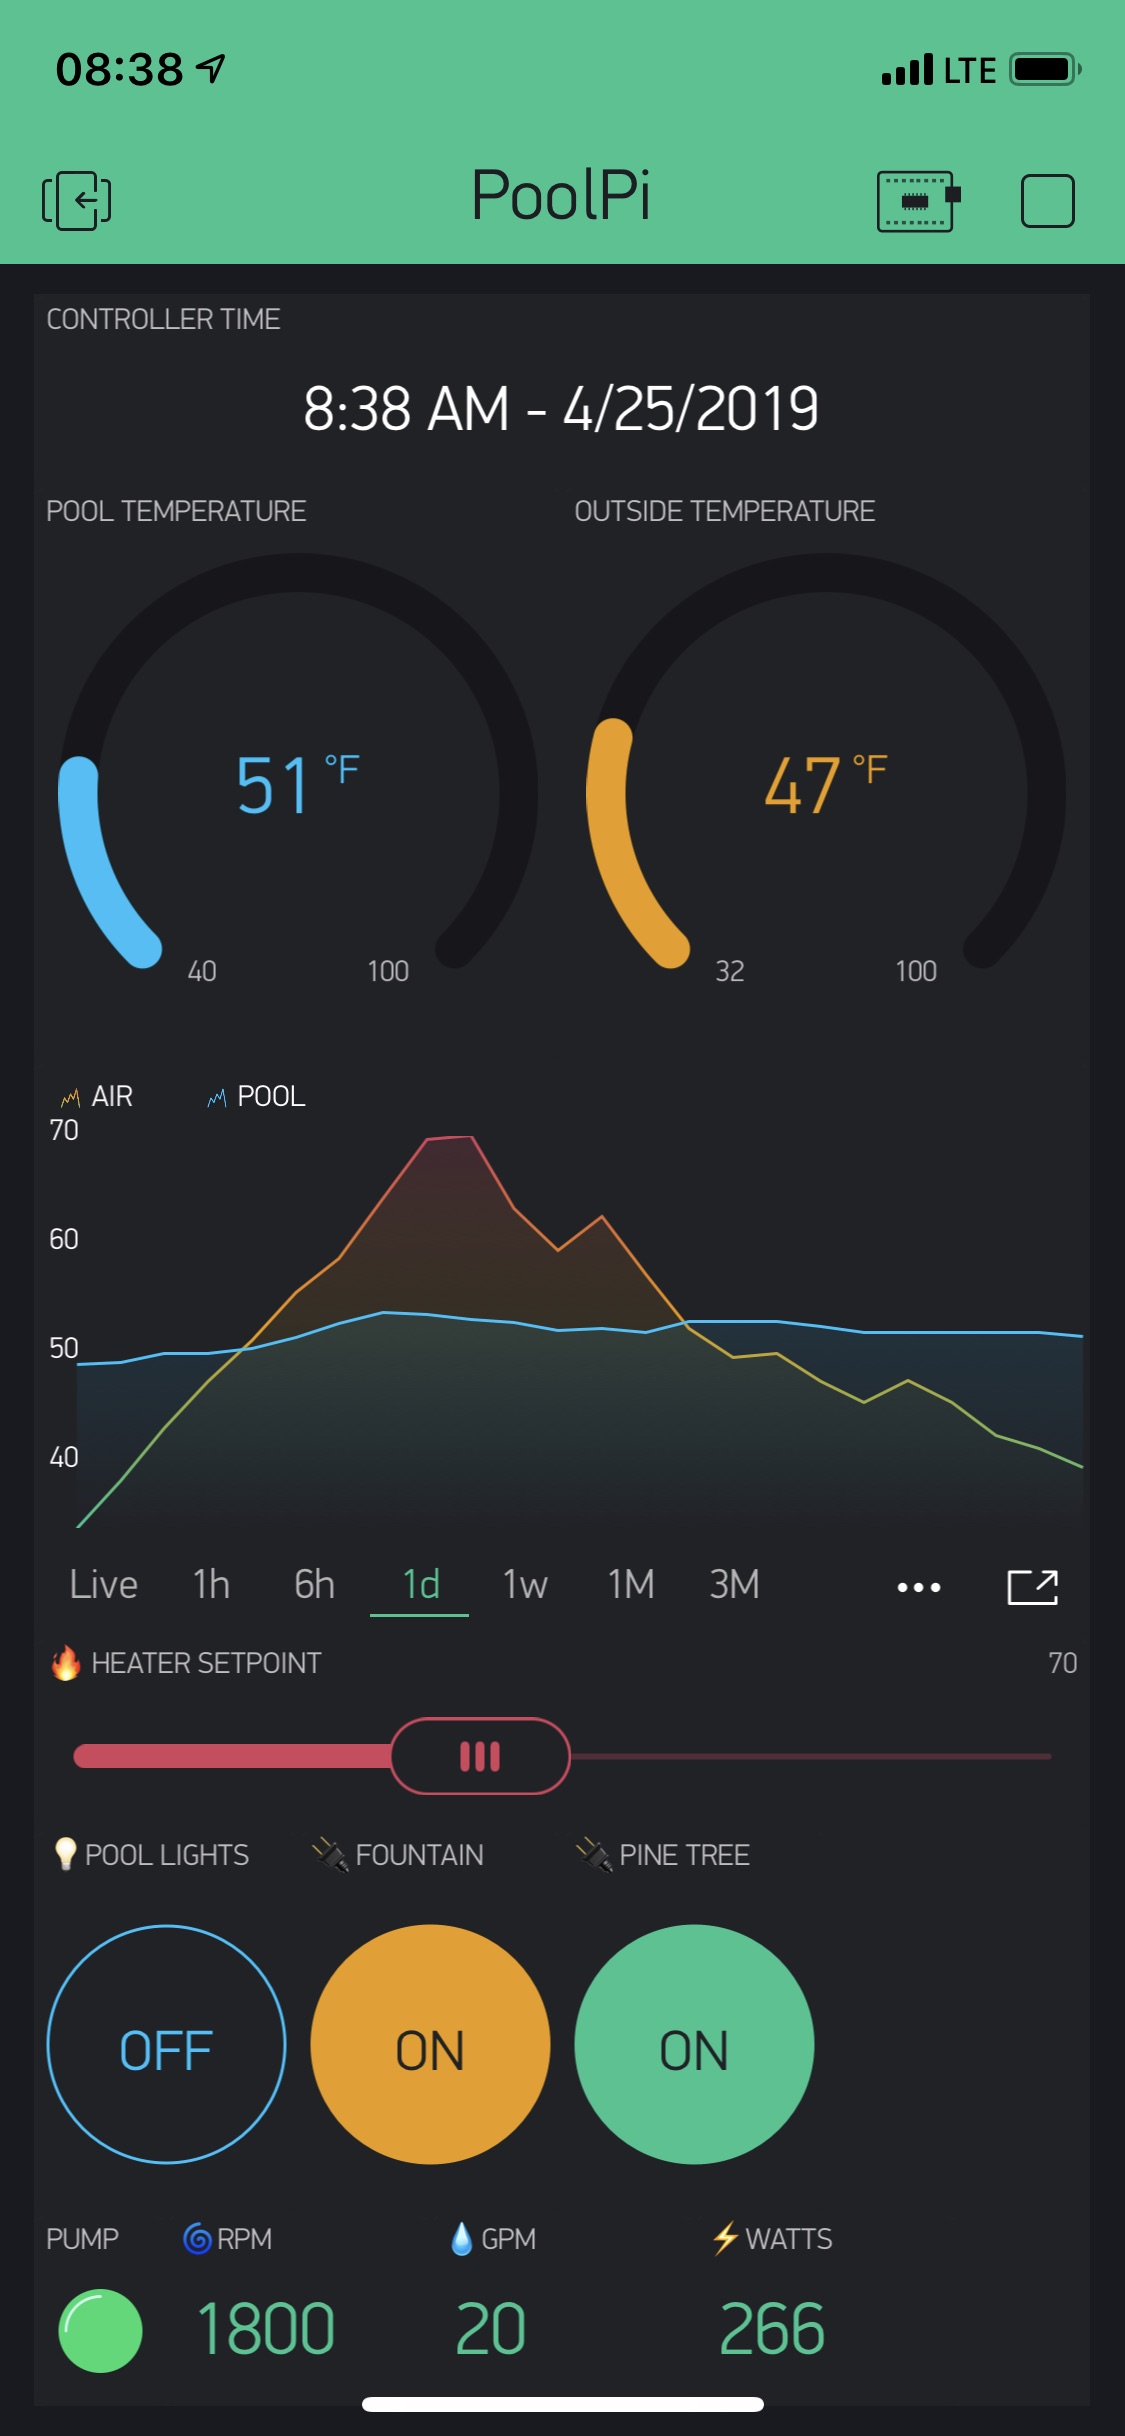 08:38 LTE
PoolPi
CONTROLLER TIME
8:38 AM - 4/25/2019
POOL TEMPERATURE OUTSIDE TEMPERATURE
51 °F 47 °F
40 100 32 100
AIR POOL
70
60
50
40
Live 1h 6h 1d 1w 1M 3M
HEATER SETPOINT 70
POOL LIGHTS FOUNTAIN PINE TREE
OFF ON ON
PUMP RPM GPM WATTS
1800 20 266